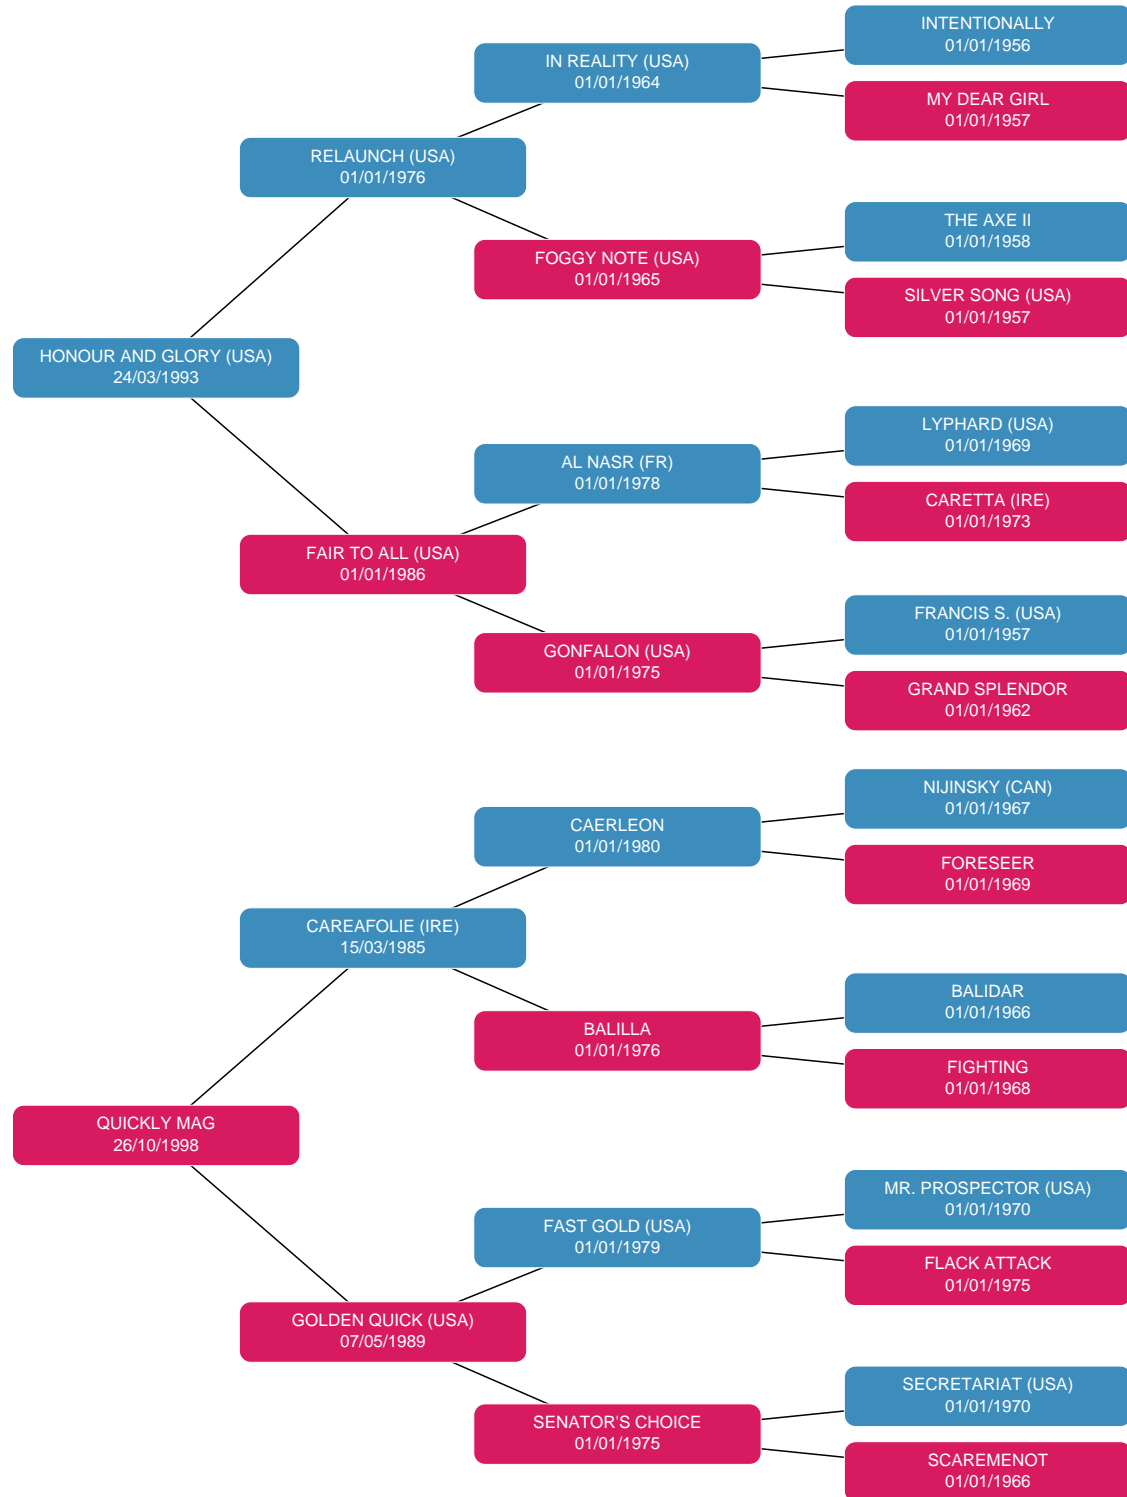 INTENTIONALLY
01/01/1956
IN REALITY (USA)
01/01/1964
MY DEAR GIRL
01/01/1957
RELAUNCH (USA)
01/01/1976
THE AXE II
01/01/1958
FOGGY NOTE (USA)
01/01/1965
SILVER SONG (USA)
01/01/1957
HONOUR AND GLORY (USA)
24/03/1993
LYPHARD (USA)
01/01/1969
AL NASR (FR)
01/01/1978
CARETTA (IRE)
01/01/1973
FAIR TO ALL (USA)
01/01/1986
FRANCIS S. (USA)
01/01/1957
GONFALON (USA)
01/01/1975
GRAND SPLENDOR
01/01/1962
NIJINSKY (CAN)
01/01/1967
CAERLEON
01/01/1980
FORESEER
01/01/1969
CAREAFOLIE (IRE)
15/03/1985
BALIDAR
01/01/1966
BALILLA
01/01/1976
FIGHTING
01/01/1968
QUICKLY MAG
26/10/1998
MR. PROSPECTOR (USA)
01/01/1970
FAST GOLD (USA)
01/01/1979
FLACK ATTACK
01/01/1975
GOLDEN QUICK (USA)
07/05/1989
SECRETARIAT (USA)
01/01/1970
SENATOR'S CHOICE
01/01/1975
SCAREMENOT
01/01/1966